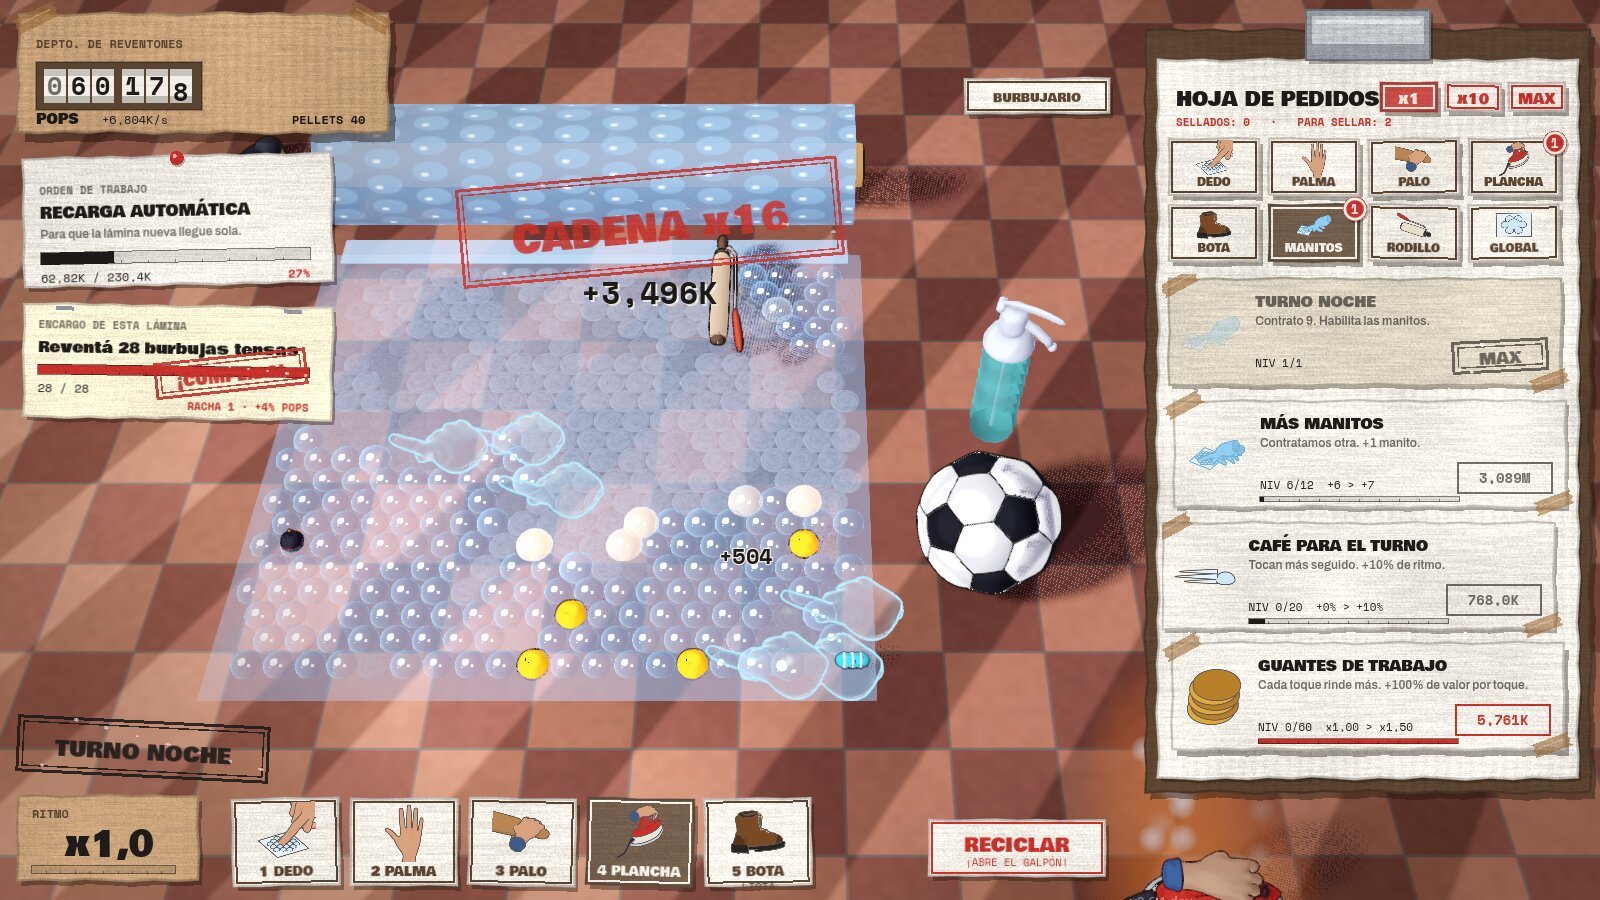 DEPTO. DE REVENTONES
060178
POPS +6,804K/s PELLETS 40
ORDEN DE TRABAJO
RECARGA AUTOMÁTICA
Para que la lámina nueva llegue sola.
62,82K / 230.4K 27%
ENCARGO DE ESTA LÁMINA
Reventá 28 burbujas tensas
28 / 28
RACHA 1 · +4% POPS
CADENA x16
+3,496K
+504
BURBUJARIO
HOJA DE PEDIDOS x1 x10 MAX
SELLADOS: 0 · PARA SELLAR: 2
DEDO PALMA PALO PLANCHA 1
BOTA MANITOS 1 RODILLO GLOBAL
TURNO NOCHE
Contrato 9. Habilita las manitos.
NIV 1/1 MAX
MÁS MANITOS
Contratamos otra. +1 manito.
NIV 6/12 +6 > +7 3,089M
CAFÉ PARA EL TURNO
Tocan más seguido. +10% de ritmo.
NIV 0/20 +0% > +10% 768,0K
GUANTES DE TRABAJO
Cada toque rinde más. +100% de valor por toque.
NIV 0/60 x1,00 > x1,50 5,761K
TURNO NOCHE
RITMO
x1,0
1 DEDO 2 PALMA 3 PALO 4 PLANCHA 5 BOTA
RECICLAR
¡ABRE EL GALPÓN!